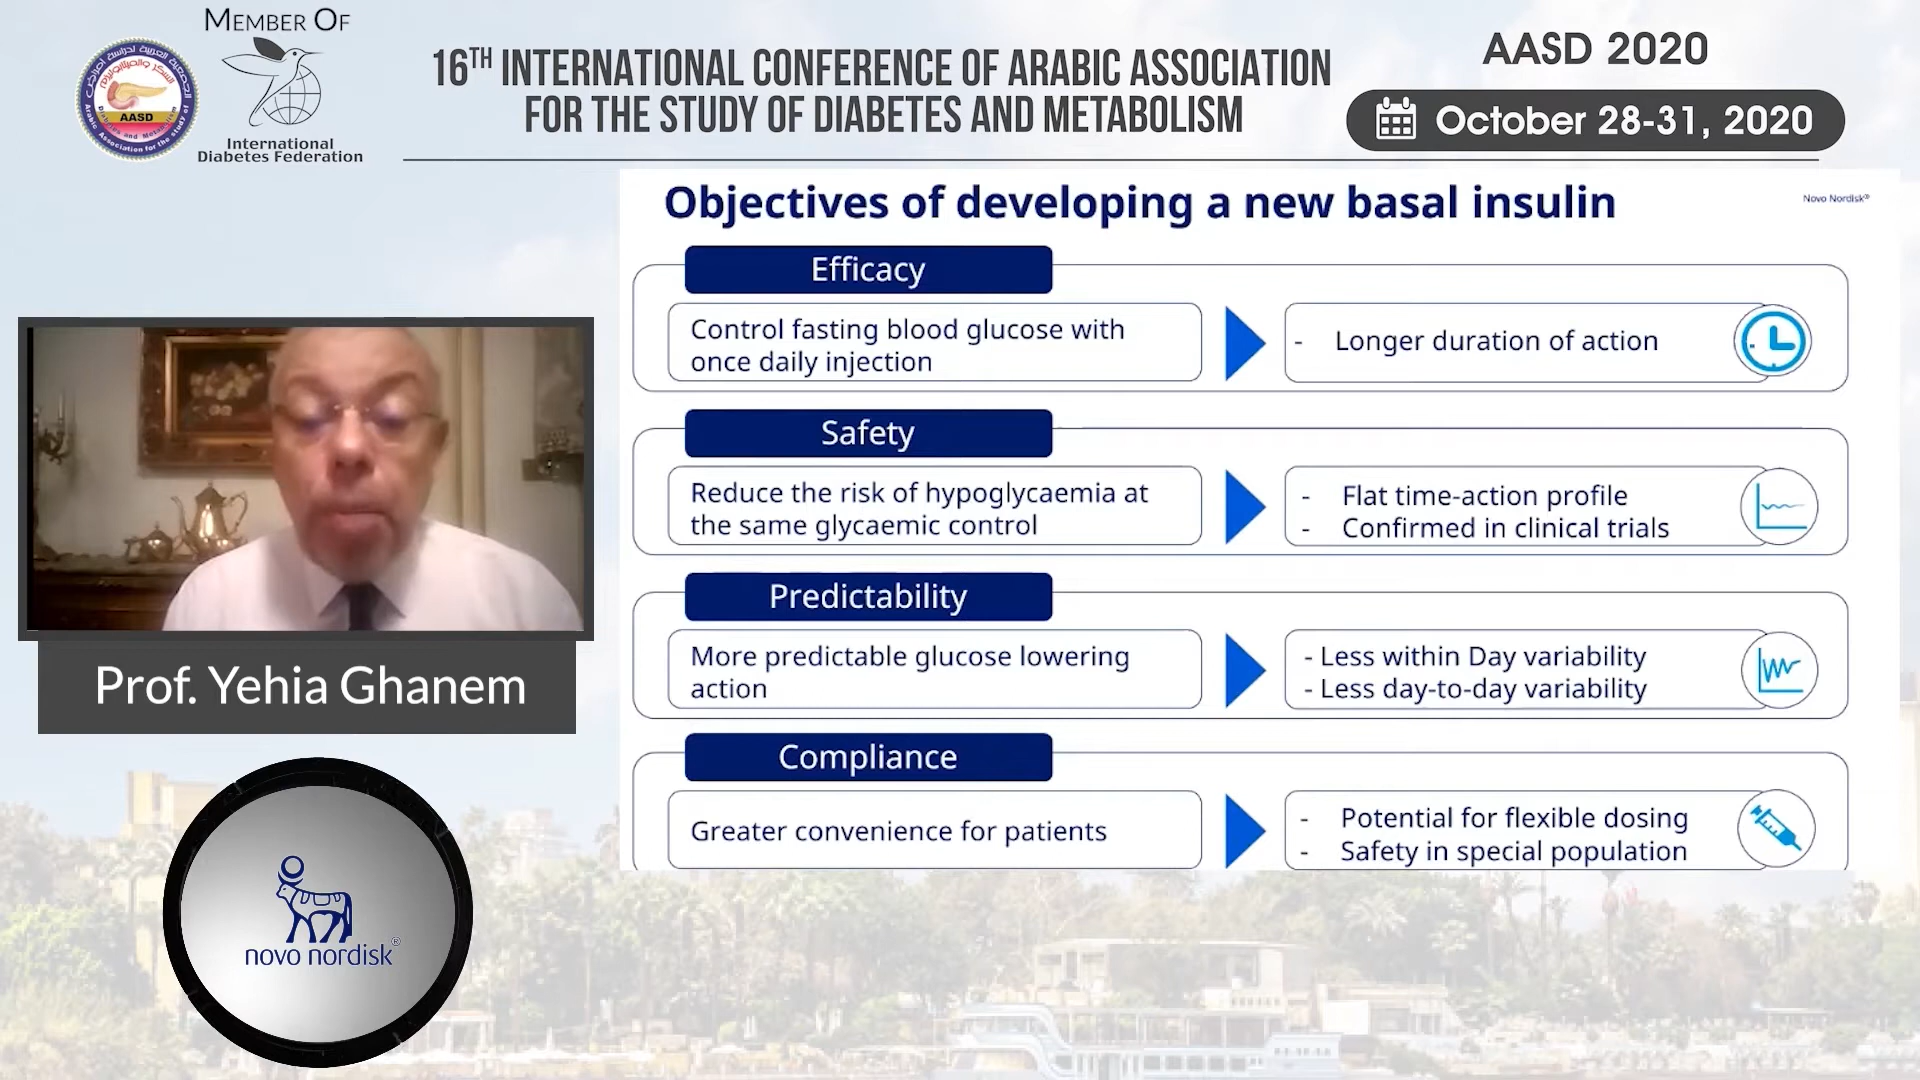 MEMBER OF
International
Diabetes Federation
AASD
16TH INTERNATIONAL CONFERENCE OF ARABIC ASSOCIATION
FOR THE STUDY OF DIABETES AND METABOLISM
AASD 2020
October 28-31, 2020
Objectives of developing a new basal insulin
Novo Nordisk®
Efficacy
Control fasting blood glucose with
once daily injection
- Longer duration of action
Safety
Reduce the risk of hypoglycaemia at
the same glycaemic control
- Flat time-action profile
- Confirmed in clinical trials
Predictability
More predictable glucose lowering
action
- Less within Day variability
- Less day-to-day variability
Compliance
Greater convenience for patients
- Potential for flexible dosing
- Safety in special population
Prof. Yehia Ghanem
novo nordisk®